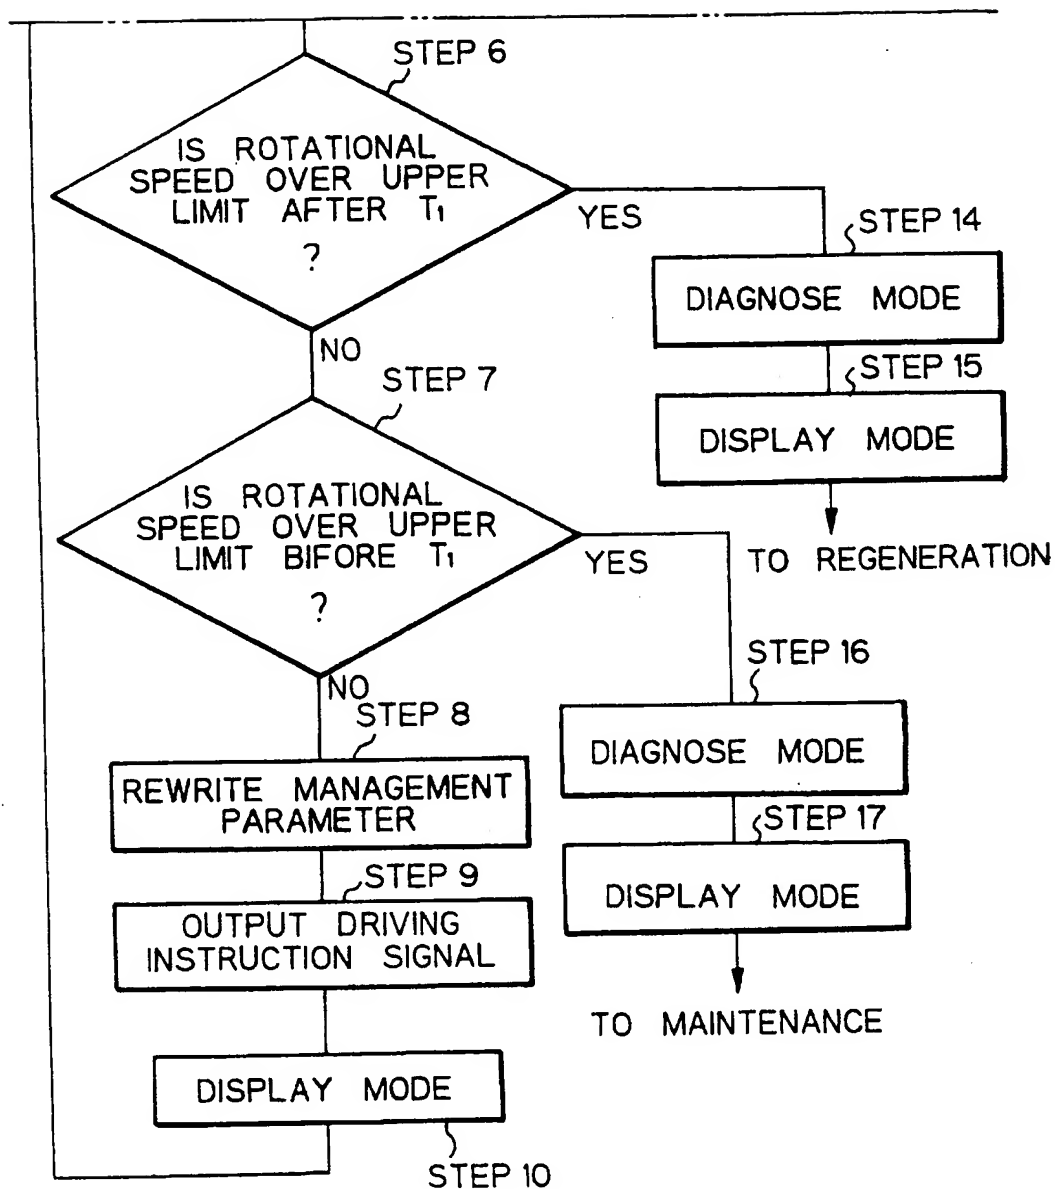 STEP 6
IS ROTATIONAL
SPEED OVER UPPER
LIMIT AFTER T1
?
YES
NO
STEP 14
DIAGNOSE MODE
STEP 15
DISPLAY MODE
TO REGENERATION
STEP 7
IS ROTATIONAL
SPEED OVER UPPER
LIMIT BIFORE T1
?
YES
NO
STEP 16
DIAGNOSE MODE
STEP 17
DISPLAY MODE
TO MAINTENANCE
STEP 8
REWRITE MANAGEMENT
PARAMETER
STEP 9
OUTPUT DRIVING
INSTRUCTION SIGNAL
DISPLAY MODE
STEP 10